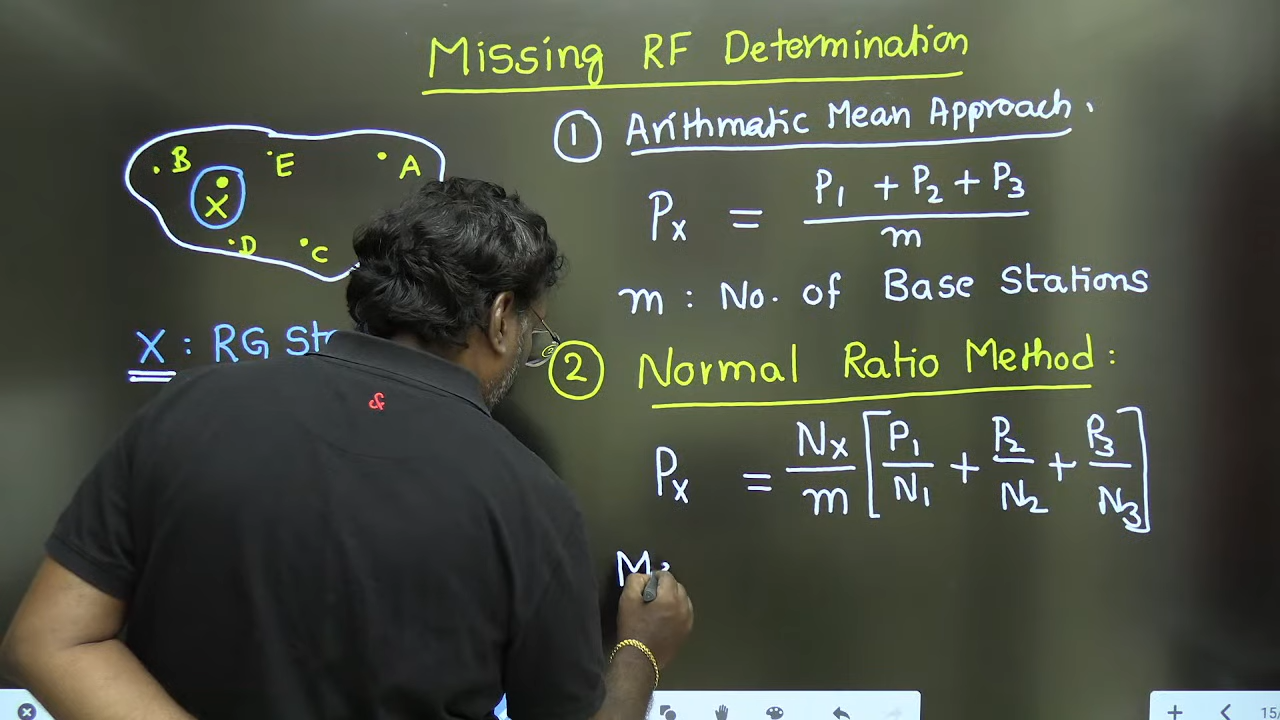 Missing RF Determination
① Arithmatic Mean Approach.
Px = P1 + P2 + P3 / m
m : No. of Base Stations
② Normal Ratio Method :
Px = Nx/m [P1/N1 + P2/N2 + P3/N3]
M :
B
E
A
X
D
C
X : RG
15